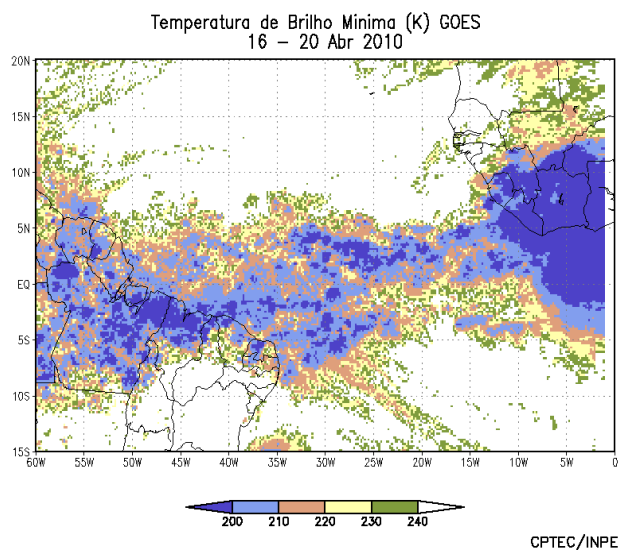 Temperatura de Brilho Minima (K) GOES
16 – 20 Abr 2010
20N
15N
10N
5N
EQ
5S
10S
15S
60W 55W 50W 45W 40W 35W 30W 25W 20W 15W 10W 5W 0
200 210 220 230 240
CPTEC/INPE